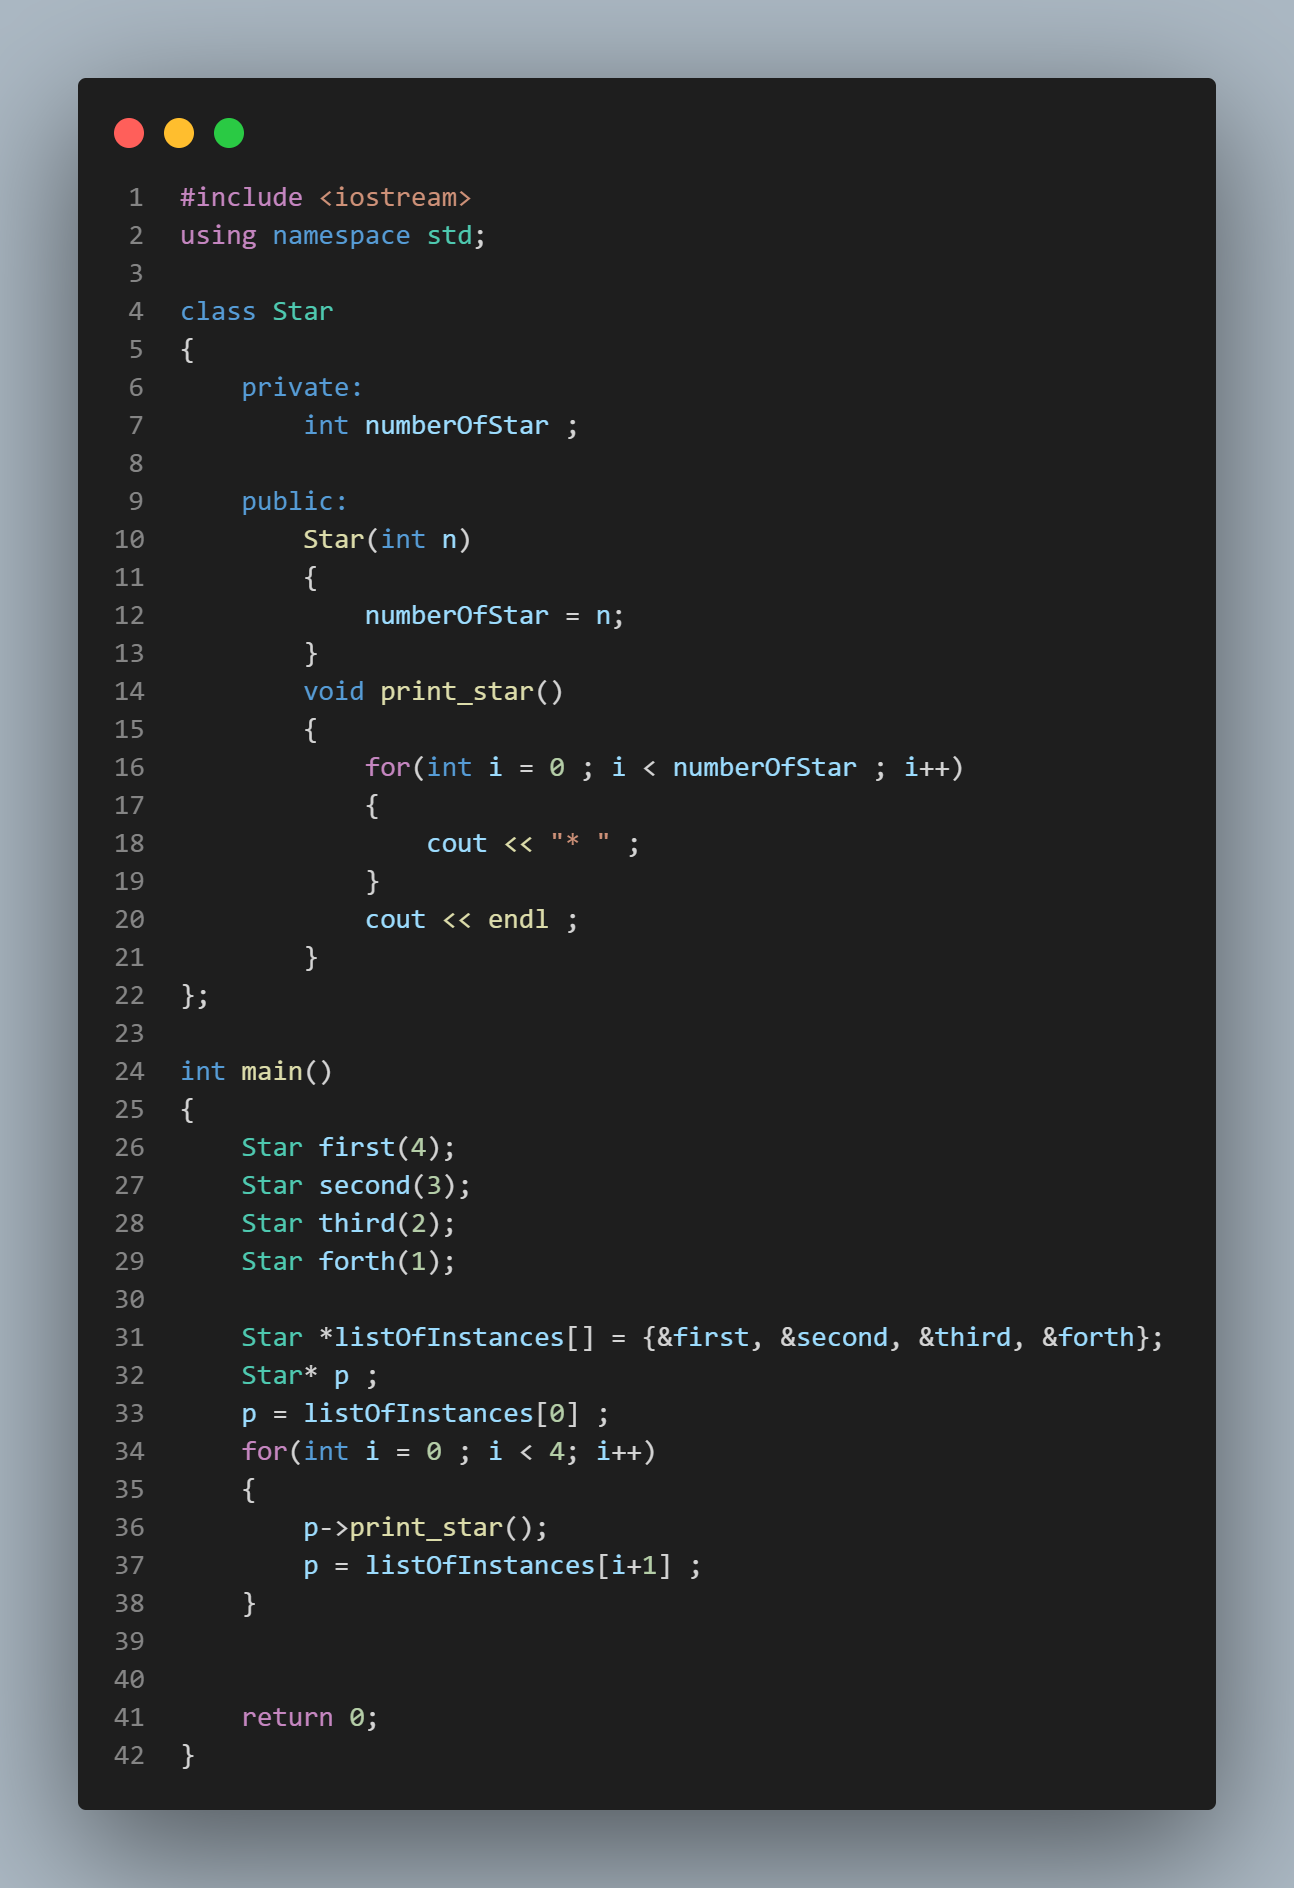 1 #include <iostream>
2 using namespace std;
3
4 class Star
5 {
6     private:
7         int numberOfStar ;
8
9     public:
10         Star(int n)
11         {
12             numberOfStar = n;
13         }
14         void print_star()
15         {
16             for(int i = 0 ; i < numberOfStar ; i++)
17             {
18                 cout << "* " ;
19             }
20             cout << endl ;
21         }
22 };
23
24 int main()
25 {
26     Star first(4);
27     Star second(3);
28     Star third(2);
29     Star forth(1);
30
31     Star *listOfInstances[] = {&first, &second, &third, &forth};
32     Star* p ;
33     p = listOfInstances[0] ;
34     for(int i = 0 ; i < 4; i++)
35     {
36         p->print_star();
37         p = listOfInstances[i+1] ;
38     }
39
40
41     return 0;
42 }